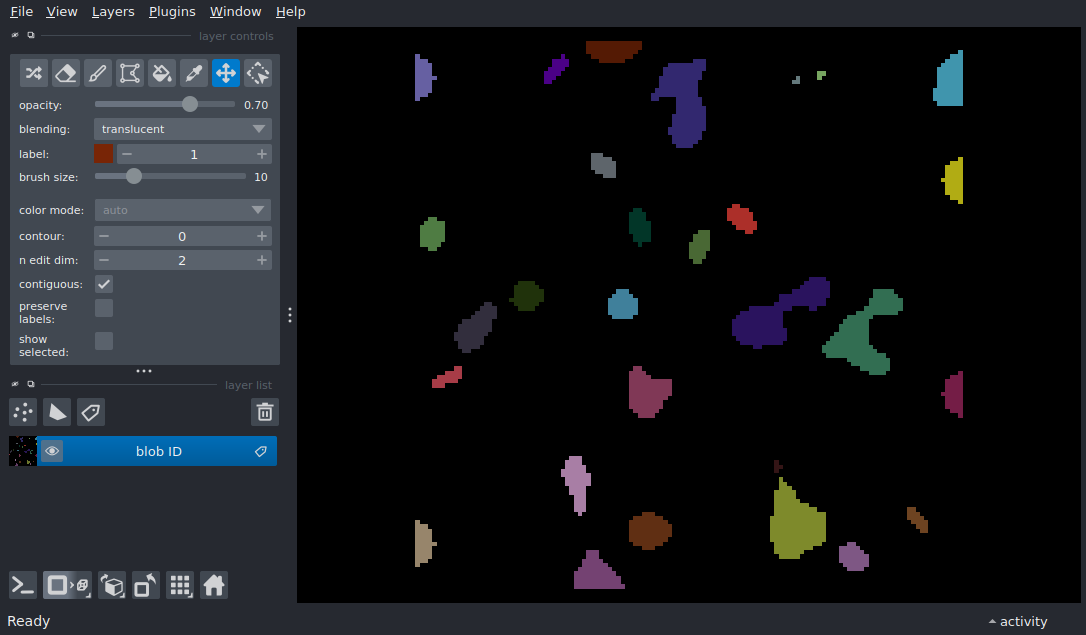 File View Layers Plugins Window Help
layer controls
opacity: 0.70
blending: translucent
label: 1
brush size: 10
color mode: auto
contour: 0
n edit dim: 2
contiguous:
preserve
labels:
show
selected:
layer list
blob ID
Ready
activity